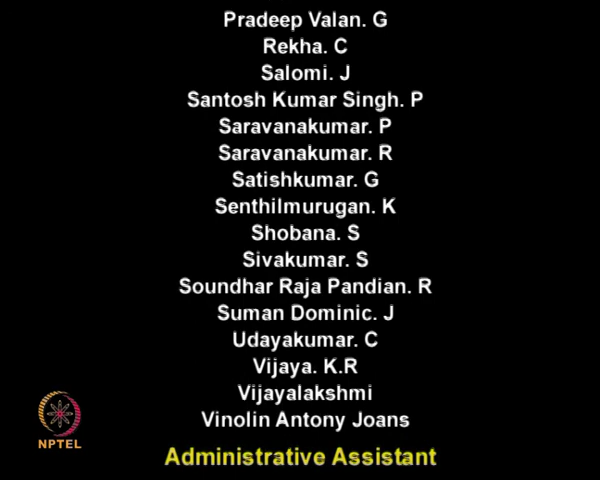 Pradeep Valan. G
Rekha. C
Salomi. J
Santosh Kumar Singh. P
Saravanakumar. P
Saravanakumar. R
Satishkumar. G
Senthilmurugan. K
Shobana. S
Sivakumar. S
Soundhar Raja Pandian. R
Suman Dominic. J
Udayakumar. C
Vijaya. K.R
Vijayalakshmi
Vinolin Antony Joans
NPTEL
Administrative Assistant